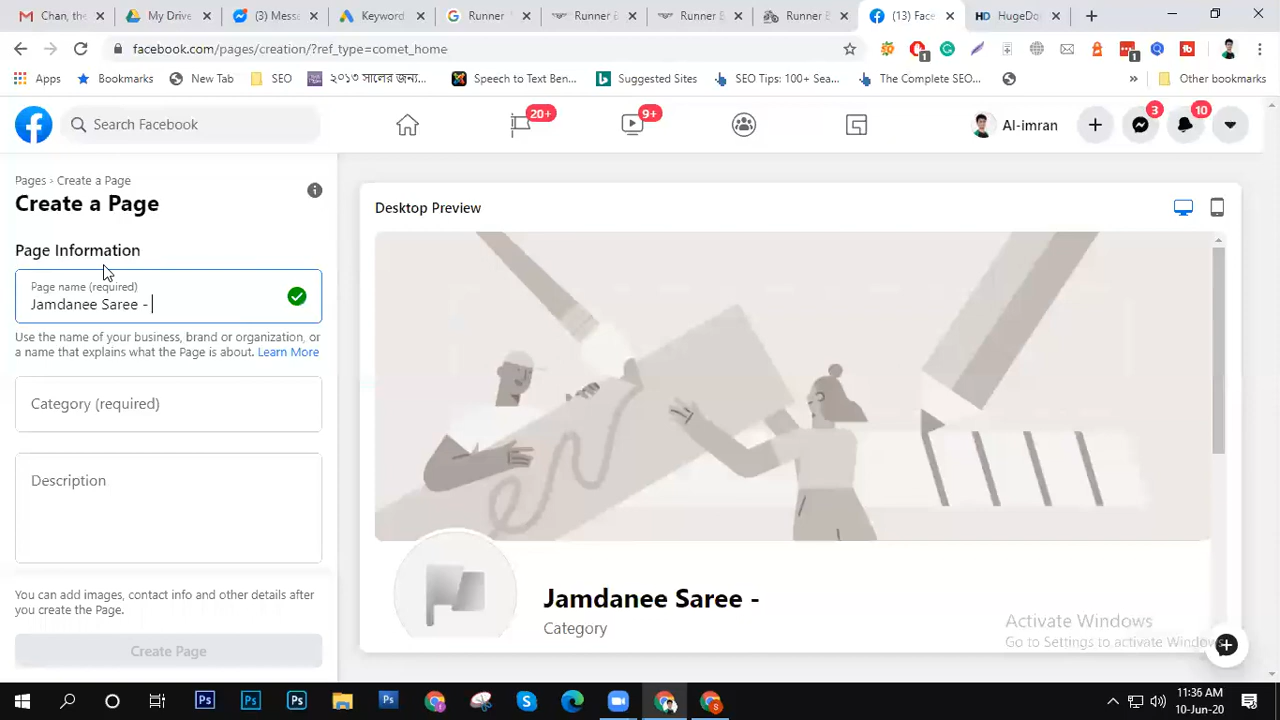 Chan, the
My Drive
(3) Messa
Keyword
Runner
Runner B
Runner B
Runner B
(13) Face
HugeDo
facebook.com/pages/creation/?ref_type=comet_home
1
1
Apps
Bookmarks
New Tab
SEO
২০১৩ সালের জন্য...
Speech to Text Ben...
Suggested Sites
SEO Tips: 100+ Sea...
The Complete SEO...
Other bookmarks
Search Facebook
20+
9+
Al-imran
3
10
Pages › Create a Page
Create a Page
Page Information
Page name (required)
Jamdanee Saree -
Use the name of your business, brand or organization, or
a name that explains what the Page is about. Learn More
Category (required)
Description
You can add images, contact info and other details after
you create the Page.
Create Page
Desktop Preview
Jamdanee Saree -
Category
Activate Windows
Go to Settings to activate Windows
11:36 AM
10-Jun-20